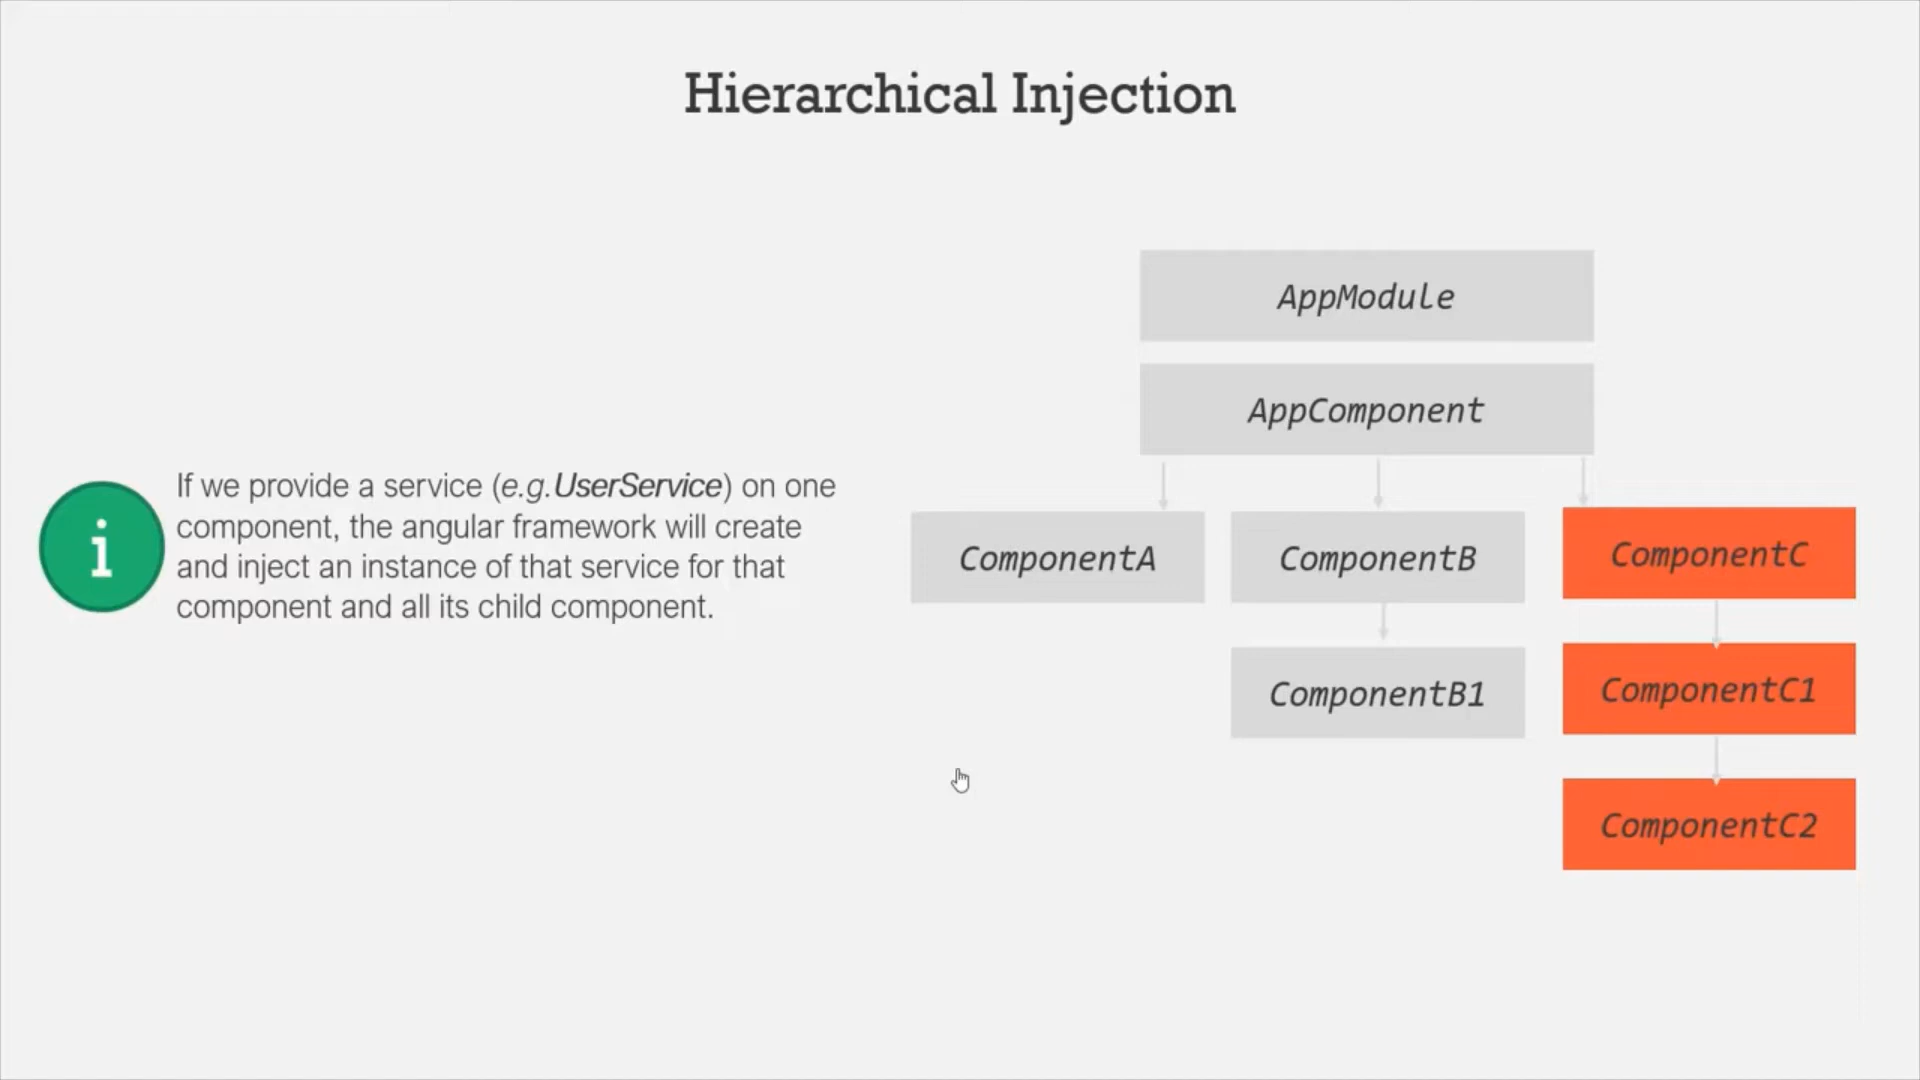 Hierarchical Injection
If we provide a service (e.g.UserService) on one
component, the angular framework will create
and inject an instance of that service for that
component and all its child component.
i
AppModule
AppComponent
ComponentA
ComponentB
ComponentC
ComponentB1
ComponentC1
ComponentC2